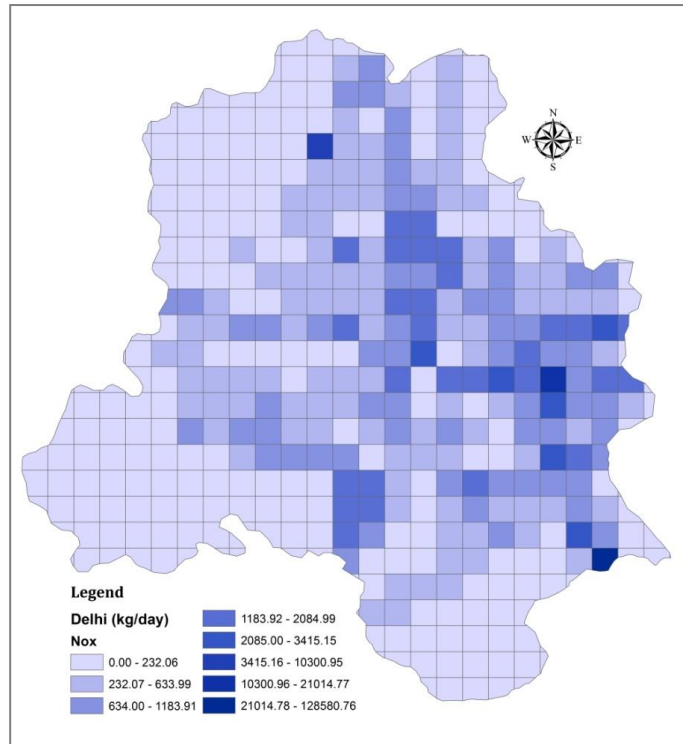 N
W E
S
Legend
Delhi (kg/day)
Nox
0.00 - 232.06
232.07 - 633.99
634.00 - 1183.91
1183.92 - 2084.99
2085.00 - 3415.15
3415.16 - 10300.95
10300.96 - 21014.77
21014.78 - 128580.76